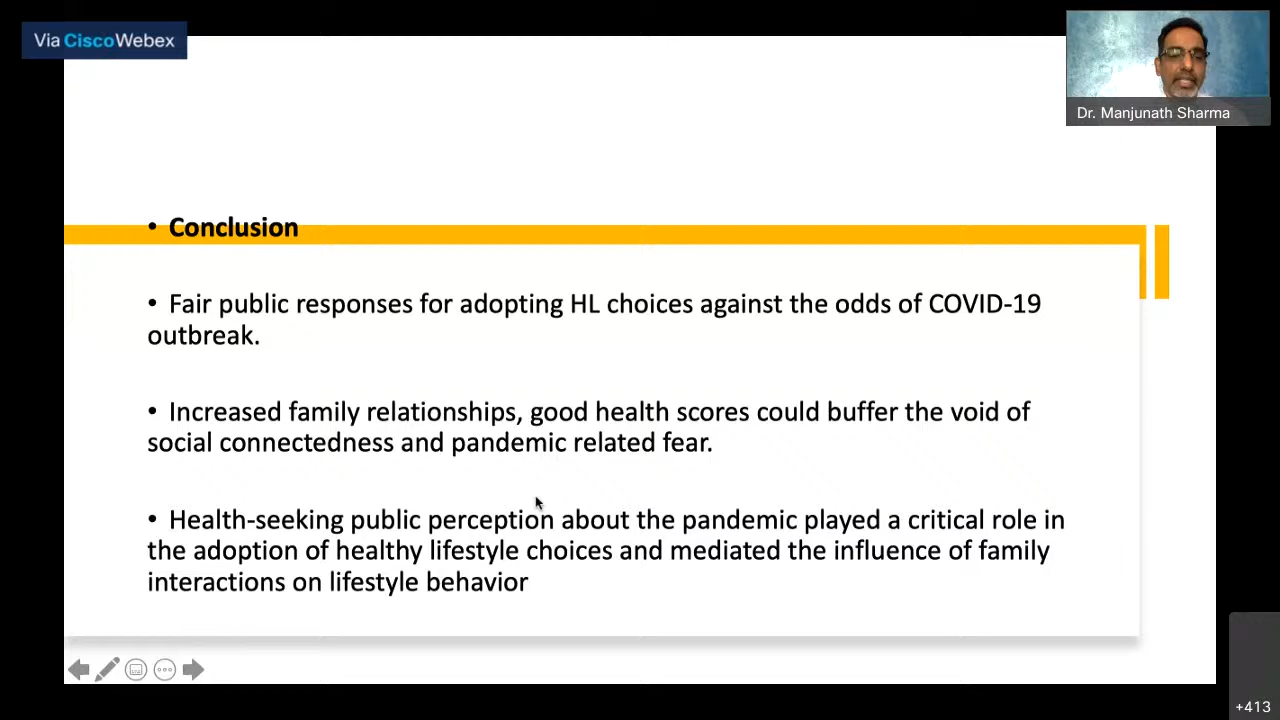 Via Cisco Webex
Dr. Manjunath Sharma
• Conclusion
• Fair public responses for adopting HL choices against the odds of COVID-19
outbreak.
• Increased family relationships, good health scores could buffer the void of
social connectedness and pandemic related fear.
• Health-seeking public perception about the pandemic played a critical role in
the adoption of healthy lifestyle choices and mediated the influence of family
interactions on lifestyle behavior
+413